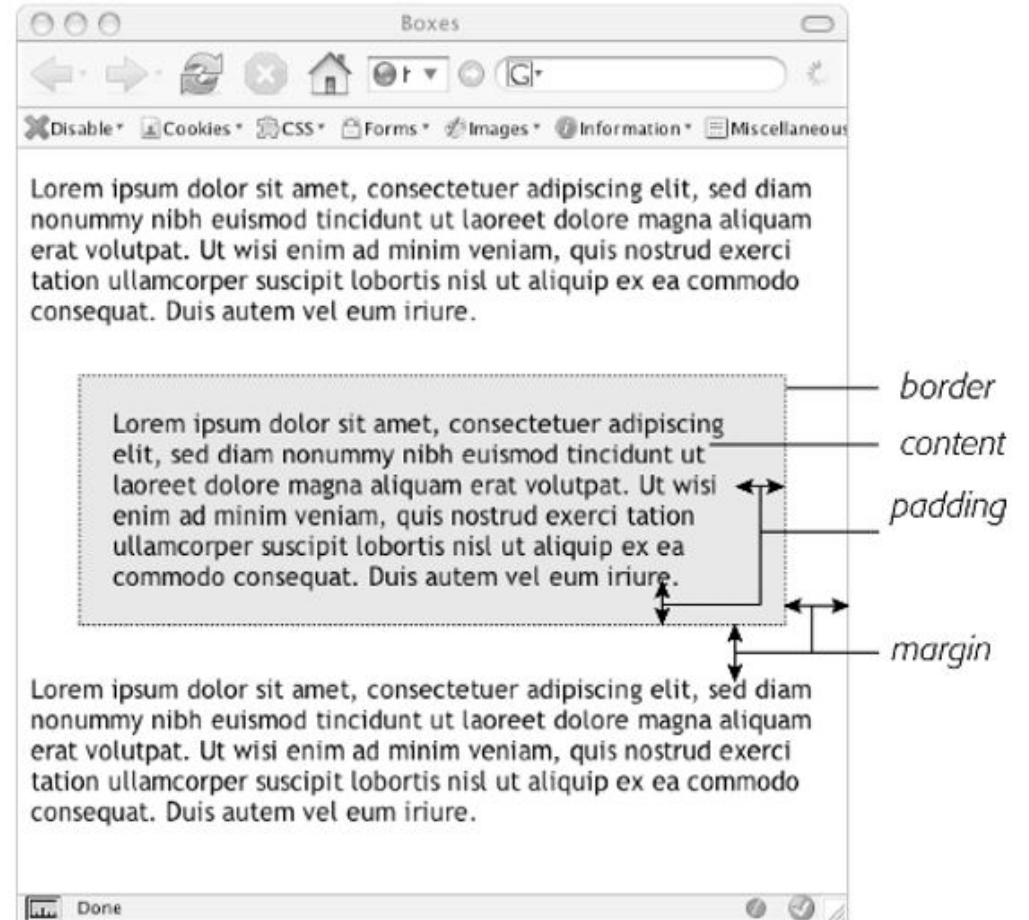 Boxes
G
Disable Cookies CSS Forms Images Information Miscellaneous
Lorem ipsum dolor sit amet, consectetuer adipiscing elit, sed diam
nonummy nibh euismod tincidunt ut laoreet dolore magna aliquam
erat volutpat. Ut wisi enim ad minim veniam, quis nostrud exerci
tation ullamcorper suscipit lobortis nisl ut aliquip ex ea commodo
consequat. Duis autem vel eum iriure.
border
Lorem ipsum dolor sit amet, consectetuer adipiscing
content
elit, sed diam nonummy nibh euismod tincidunt ut
laoreet dolore magna aliquam erat volutpat. Ut wisi
padding
enim ad minim veniam, quis nostrud exerci tation
ullamcorper suscipit lobortis nisl ut aliquip ex ea
commodo consequat. Duis autem vel eum iriure.
margin
Lorem ipsum dolor sit amet, consectetuer adipiscing elit, sed diam
nonummy nibh euismod tincidunt ut laoreet dolore magna aliquam
erat volutpat. Ut wisi enim ad minim veniam, quis nostrud exerci
tation ullamcorper suscipit lobortis nisl ut aliquip ex ea commodo
consequat. Duis autem vel eum iriure.
Done